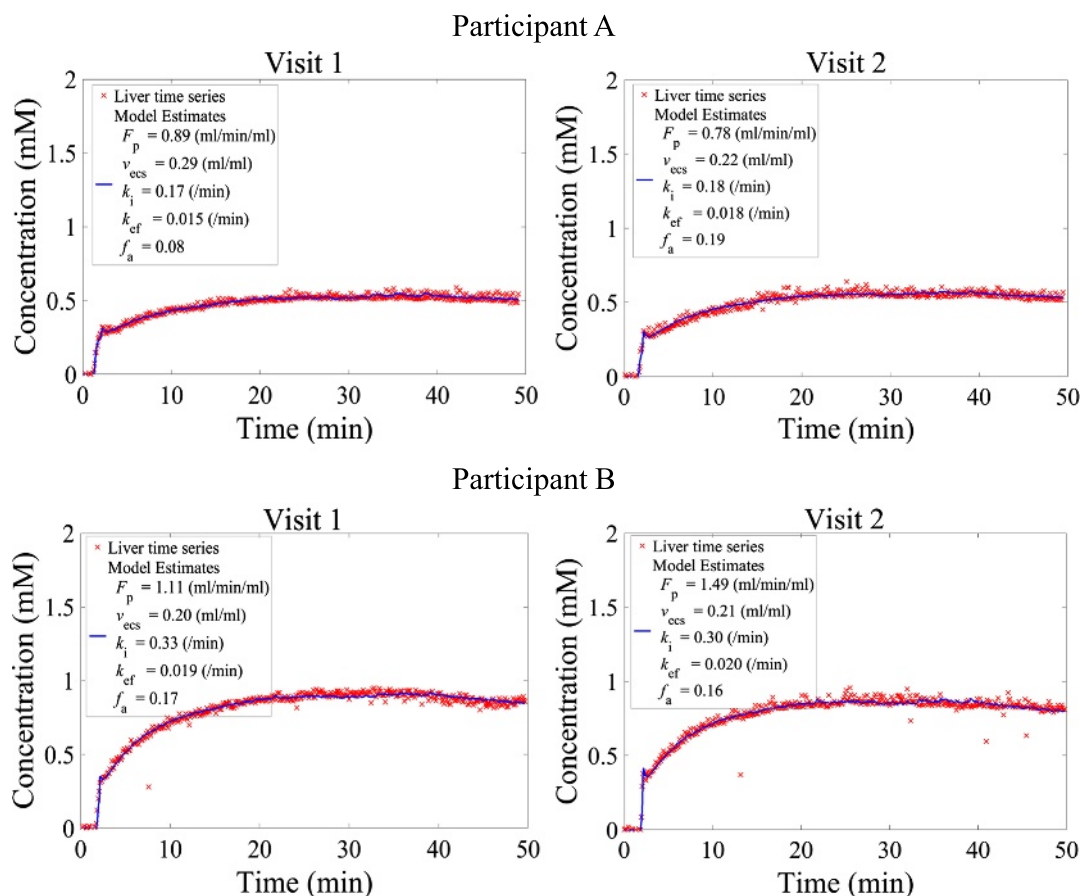 Participant A
Visit 1
Concentration (mM)
2
1.5
1
0.5
0
× Liver time series
Model Estimates
F_p = 0.89 (ml/min/ml)
v_ecs = 0.29 (ml/ml)
k_i = 0.17 (/min)
k_ef = 0.015 (/min)
f_a = 0.08
0 10 20 30 40 50
Time (min)
Visit 2
Concentration (mM)
2
1.5
1
0.5
0
× Liver time series
Model Estimates
F_p = 0.78 (ml/min/ml)
v_ecs = 0.22 (ml/ml)
k_i = 0.18 (/min)
k_ef = 0.018 (/min)
f_a = 0.19
0 10 20 30 40 50
Time (min)
Participant B
Visit 1
Concentration (mM)
2
1.5
1
0.5
0
× Liver time series
Model Estimates
F_p = 1.11 (ml/min/ml)
v_ecs = 0.20 (ml/ml)
k_i = 0.33 (/min)
k_ef = 0.019 (/min)
f_a = 0.17
0 10 20 30 40 50
Time (min)
Visit 2
Concentration (mM)
2
1.5
1
0.5
0
× Liver time series
Model Estimates
F_p = 1.49 (ml/min/ml)
v_ecs = 0.21 (ml/ml)
k_i = 0.30 (/min)
k_ef = 0.020 (/min)
f_a = 0.16
0 10 20 30 40 50
Time (min)